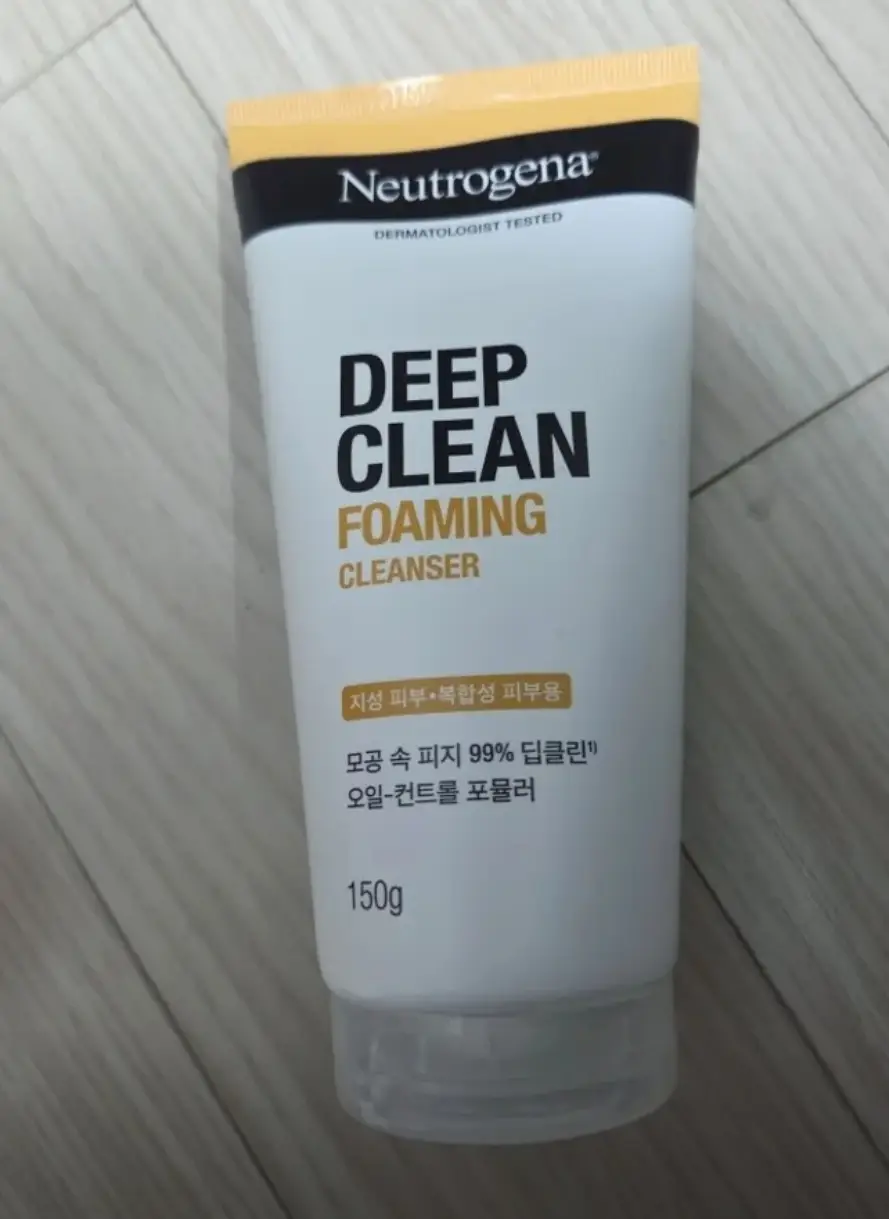 Neutrogena®
DERMATOLOGIST TESTED
DEEP
CLEAN
FOAMING
CLEANSER
지성 피부•복합성 피부용
모공 속 피지 99% 딥클린¹⁾
오일-컨트롤 포뮬러
150g